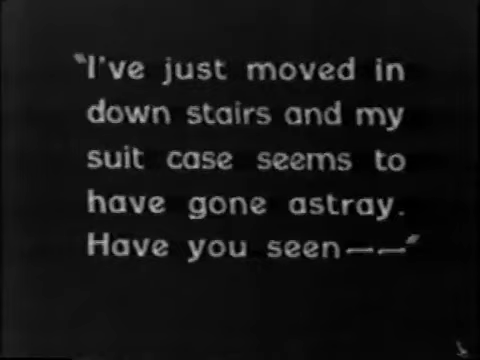 "I've just moved in
down stairs and my
suit case seems to
have gone astray.
Have you seen——"